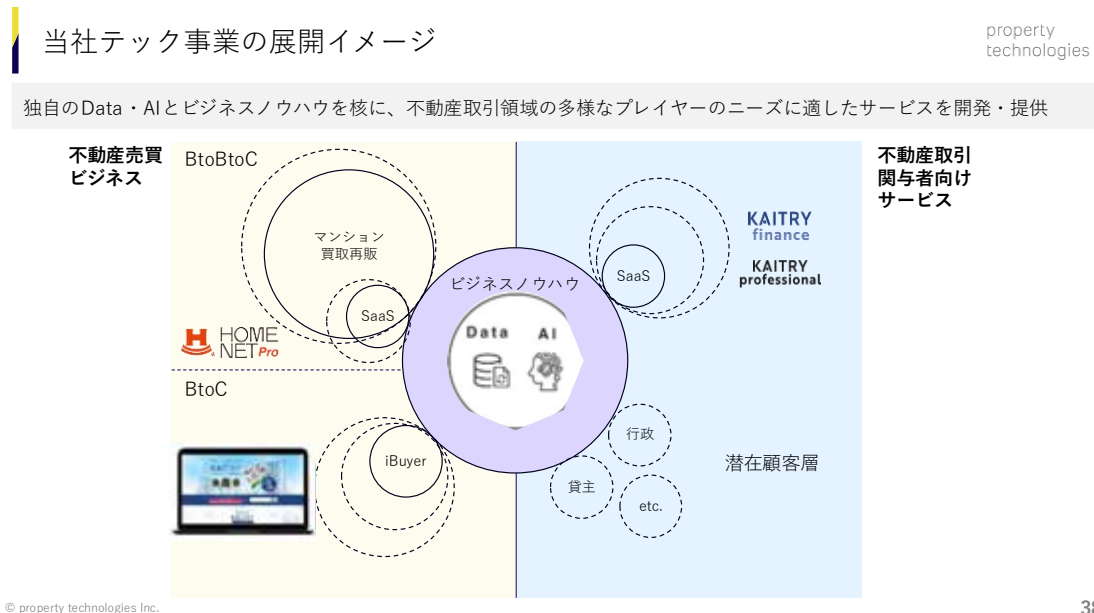 当社テック事業の展開イメージ
property
technologies
独自のData・AIとビジネスノウハウを核に、不動産取引領域の多様なプレイヤーのニーズに適したサービスを開発・提供
不動産売買
ビジネス
BtoBtoC
マンション
買取再販
SaaS
HOME
NET Pro
BtoC
iBuyer
ビジネスノウハウ
Data AI
不動産取引
関与者向け
サービス
KAITRY
finance
KAITRY
professional
SaaS
行政
貸主
etc.
潜在顧客層
© property technologies Inc.